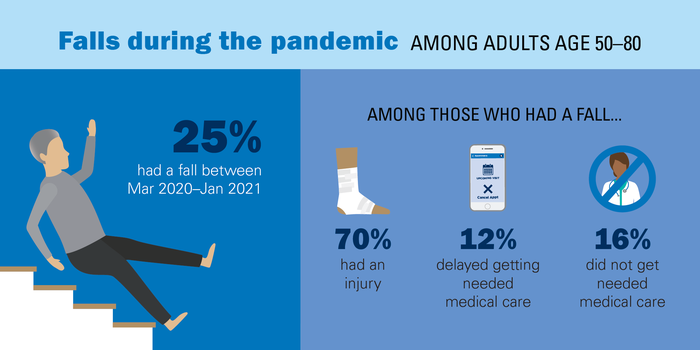 Falls during the pandemic AMONG ADULTS AGE 50–80
25%
had a fall between
Mar 2020–Jan 2021
AMONG THOSE WHO HAD A FALL...
Cancel Appt
70%
had an
injury
12%
delayed getting
needed
medical care
16%
did not get
needed
medical care